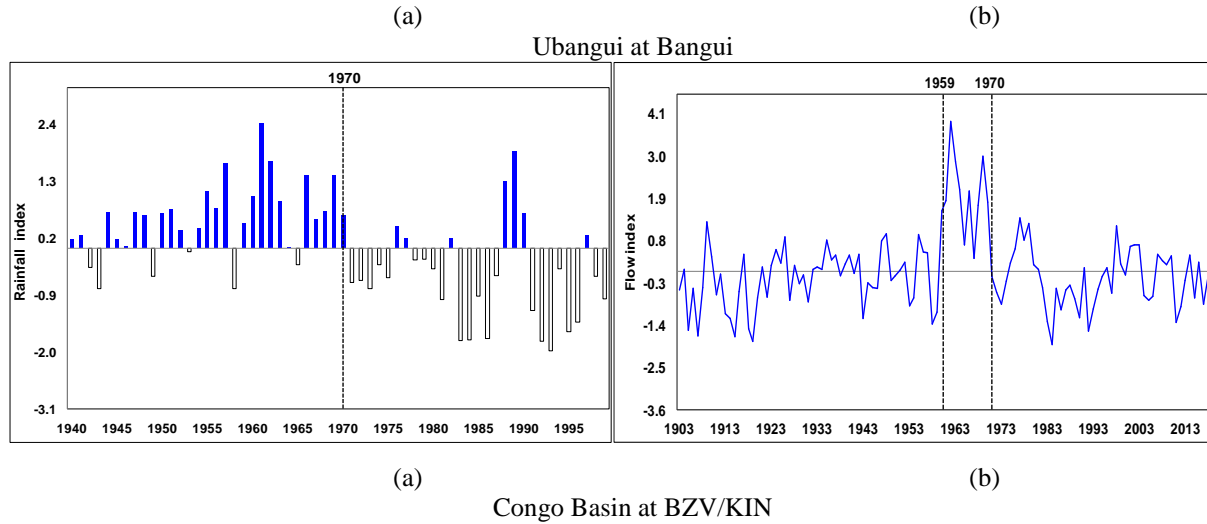 (a) (b)
Ubangui at Bangui
1970
Rainfall index
2.4
1.3
0.2
-0.9
-2.0
-3.1
1940 1945 1950 1955 1960 1965 1970 1975 1980 1985 1990 1995
1959 1970
Flow index
4.1
3.0
1.9
0.8
-0.3
-1.4
-2.5
-3.6
1903 1913 1923 1933 1943 1953 1963 1973 1983 1993 2003 2013
(a) (b)
Congo Basin at BZV/KIN